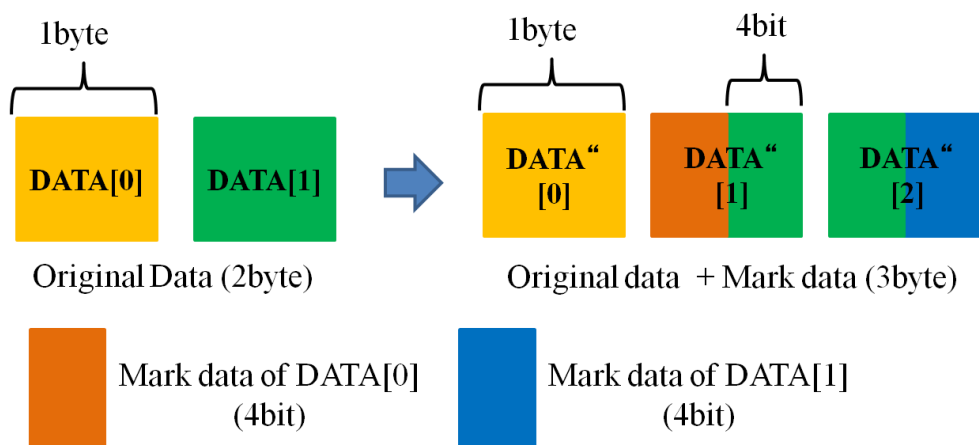 1byte
1byte
4bit
DATA[0]
DATA[1]
DATA“
[0]
DATA“
[1]
DATA“
[2]
Original Data (2byte)
Original data + Mark data (3byte)
Mark data of DATA[0]
(4bit)
Mark data of DATA[1]
(4bit)